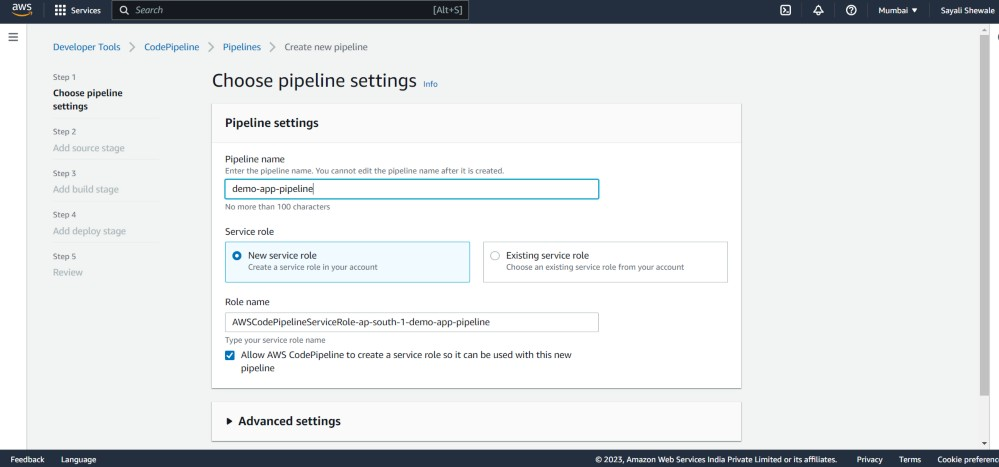 aws
Services
Search
[Alt+S]
Mumbai
Sayali Shewale
Developer Tools
CodePipeline
Pipelines
Create new pipeline
Step 1
Choose pipeline
settings
Step 2
Add source stage
Step 3
Add build stage
Step 4
Add deploy stage
Step 5
Review
Choose pipeline settings
Info
Pipeline settings
Pipeline name
Enter the pipeline name. You cannot edit the pipeline name after it is created.
demo-app-pipeline
No more than 100 characters
Service role
New service role
Create a service role in your account
Existing service role
Choose an existing service role from your account
Role name
AWSCodePipelineServiceRole-ap-south-1-demo-app-pipeline
Type your service role name
Allow AWS CodePipeline to create a service role so it can be used with this new
pipeline
Advanced settings
Feedback
Language
© 2023, Amazon Web Services India Private Limited or its affiliates.
Privacy
Terms
Cookie preferenc